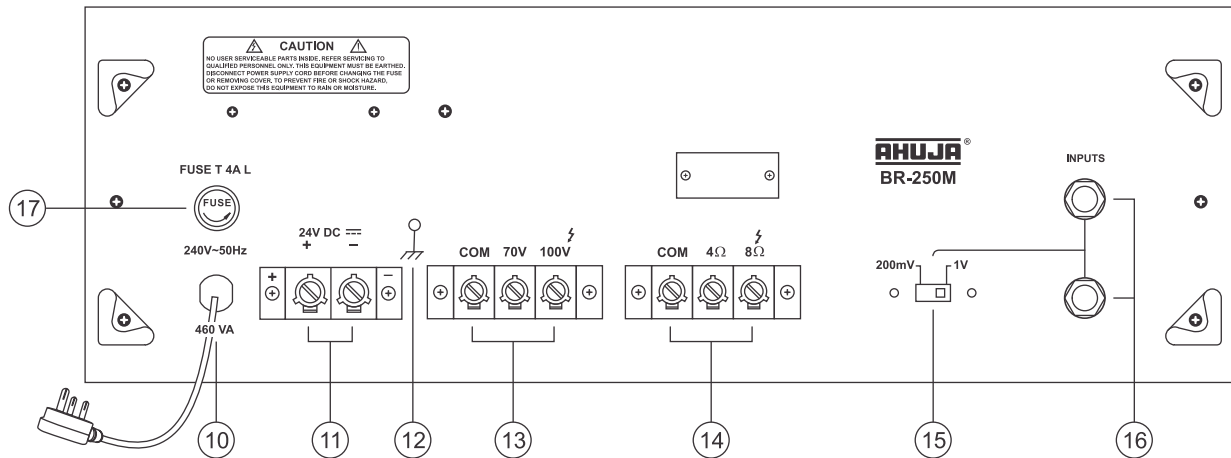 CAUTION
NO USER SERVICEABLE PARTS INSIDE, REFER SERVICING TO
QUALIFIED PERSONNEL ONLY. THIS EQUIPMENT MUST BE EARTHED.
DISCONNECT POWER SUPPLY CORD BEFORE CHANGING THE FUSE
OR REMOVING COVER. TO PREVENT FIRE OR SHOCK HAZARD,
DO NOT EXPOSE THIS EQUIPMENT TO RAIN OR MOISTURE.
AHUJA®
BR-250M
INPUTS
FUSE T 4A L
FUSE
17
240V~50Hz
24V DC
+ −
COM 70V 100V
COM 4Ω 8Ω
200mV 1V
+ −
460 VA
10 11 12 13 14 15 16